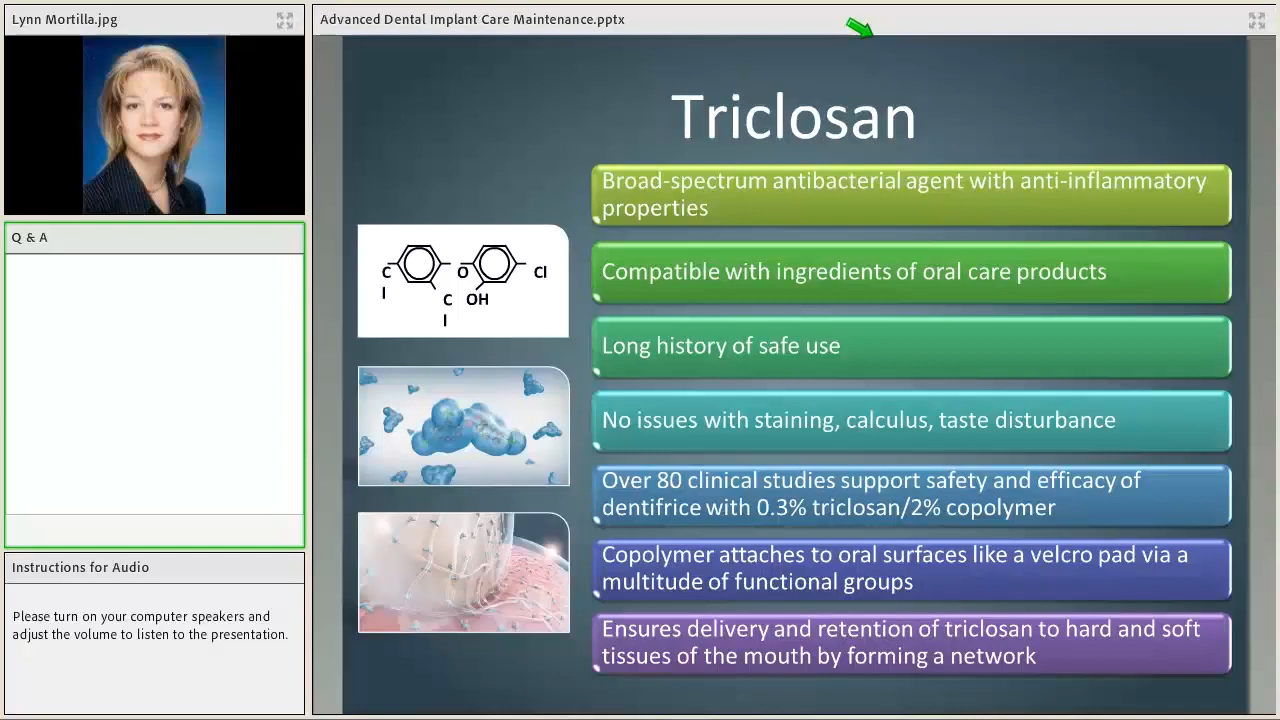 Lynn Mortilla.jpg
Advanced Dental Implant Care Maintenance.pptx
Q & A
Instructions for Audio
Please turn on your computer speakers and
adjust the volume to listen to the presentation.
Triclosan
C
l
O
Cl
C
l
OH
Broad-spectrum antibacterial agent with anti-inflammatory
properties
Compatible with ingredients of oral care products
Long history of safe use
No issues with staining, calculus, taste disturbance
Over 80 clinical studies support safety and efficacy of
dentifrice with 0.3% triclosan/2% copolymer
Copolymer attaches to oral surfaces like a velcro pad via a
multitude of functional groups
Ensures delivery and retention of triclosan to hard and soft
tissues of the mouth by forming a network